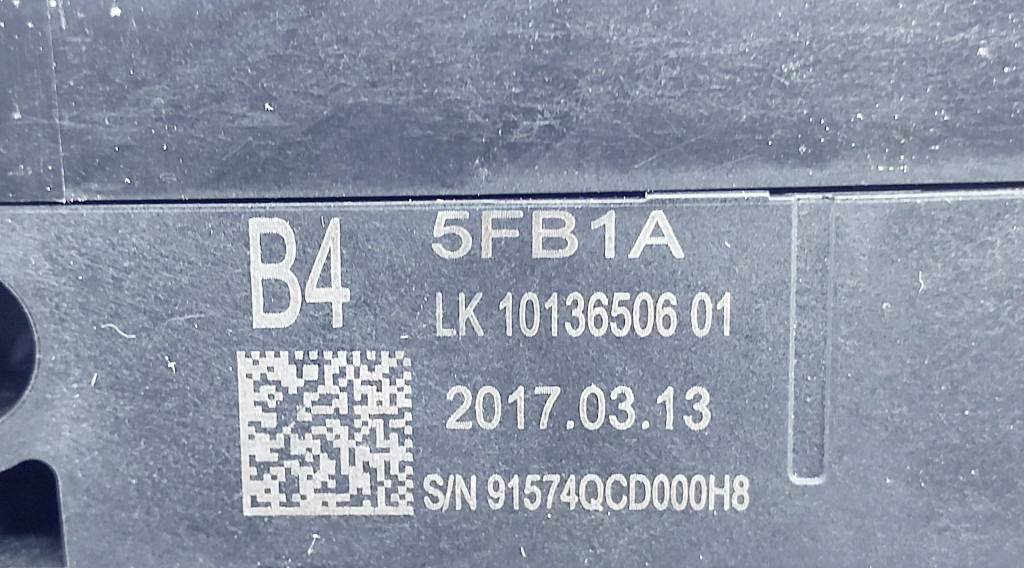 B4
5FB1A
LK 10136506 01
2017.03.13
S/N 91574QCD000H8